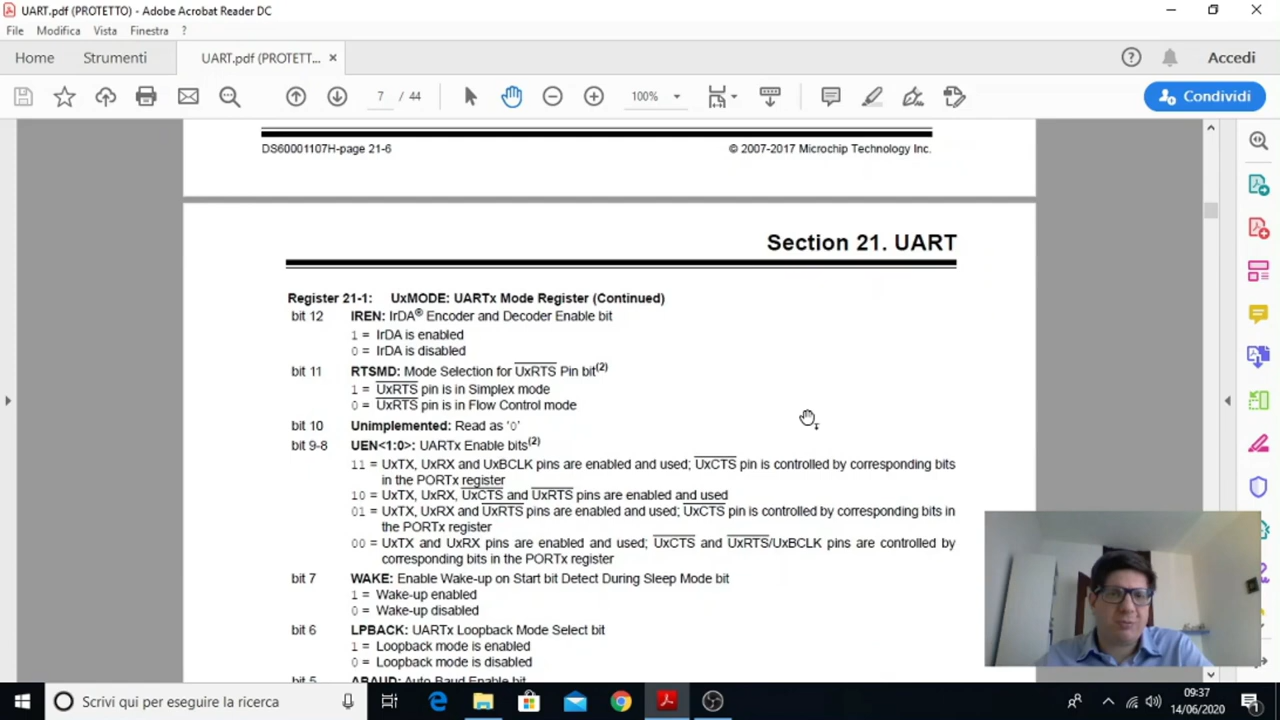 UART.pdf (PROTETTO) - Adobe Acrobat Reader DC
File Modifica Vista Finestra ?
Home Strumenti UART.pdf (PROTETT... × Accedi
7 / 44 100% Condividi
DS60001107H-page 21-6 © 2007-2017 Microchip Technology Inc.
Section 21. UART
Register 21-1: UxMODE: UARTx Mode Register (Continued)
bit 12 IREN: IrDA® Encoder and Decoder Enable bit
1 = IrDA is enabled
0 = IrDA is disabled
bit 11 RTSMD: Mode Selection for UxRTS Pin bit(2)
1 = UxRTS pin is in Simplex mode
0 = UxRTS pin is in Flow Control mode
bit 10 Unimplemented: Read as '0'
bit 9-8 UEN<1:0>: UARTx Enable bits(2)
11 = UxTX, UxRX and UxBCLK pins are enabled and used; UxCTS pin is controlled by corresponding bits
in the PORTx register
10 = UxTX, UxRX, UxCTS and UxRTS pins are enabled and used
01 = UxTX, UxRX and UxRTS pins are enabled and used; UxCTS pin is controlled by corresponding bits in
the PORTx register
00 = UxTX and UxRX pins are enabled and used; UxCTS and UxRTS/UxBCLK pins are controlled by
corresponding bits in the PORTx register
bit 7 WAKE: Enable Wake-up on Start bit Detect During Sleep Mode bit
1 = Wake-up enabled
0 = Wake-up disabled
bit 6 LPBACK: UARTx Loopback Mode Select bit
1 = Loopback mode is enabled
0 = Loopback mode is disabled
bit 5 ABAUD: Auto Baud Enable bit
Scrivi qui per eseguire la ricerca
09:37
14/06/2020